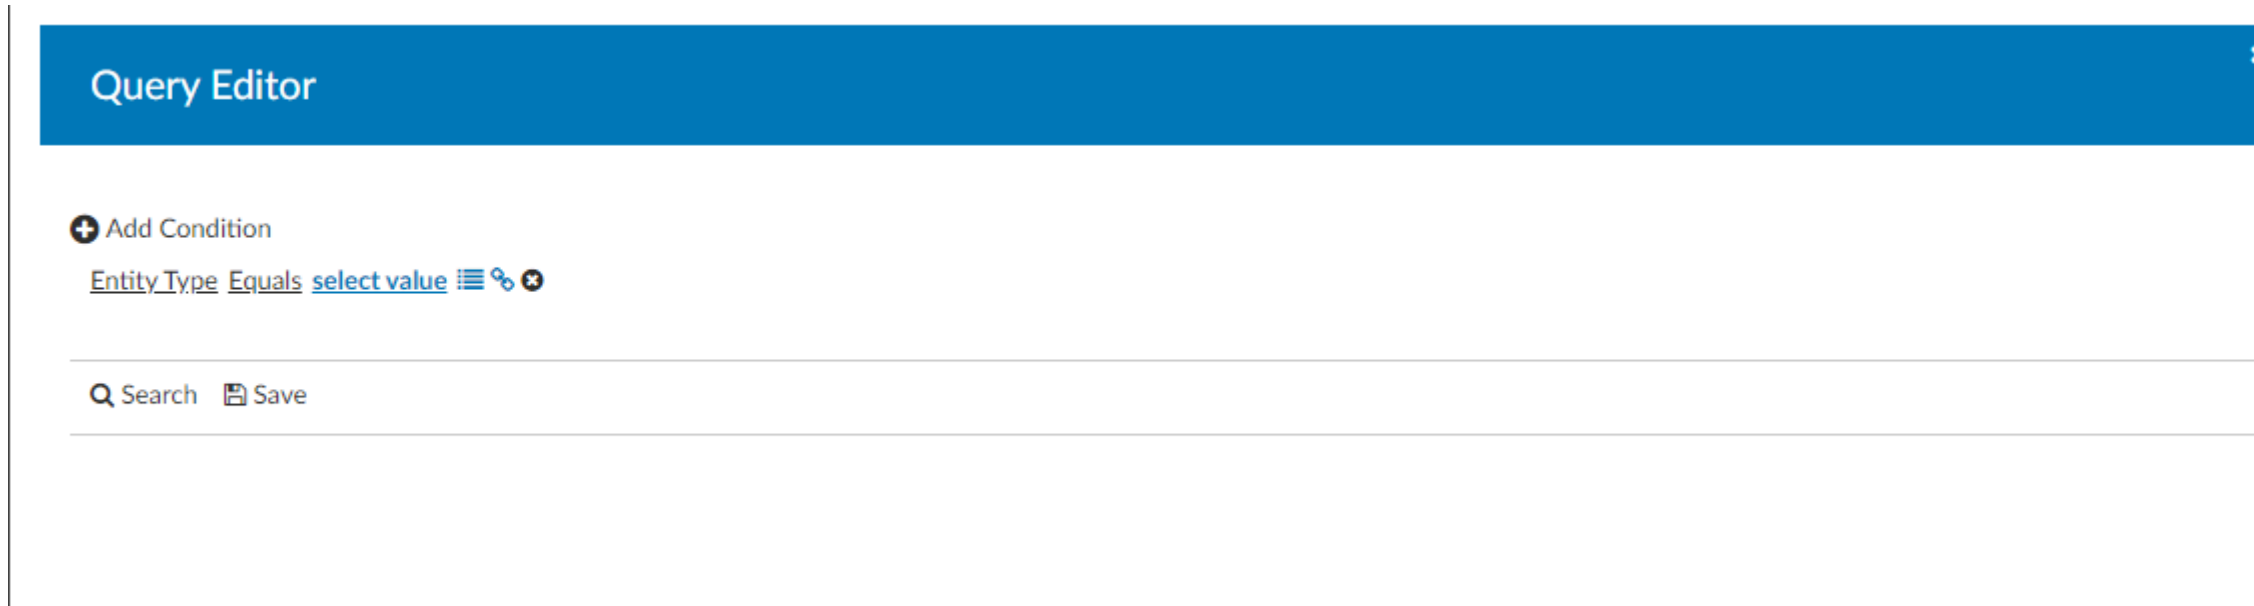 Query Editor
Add Condition
Entity Type Equals select value
Search Save